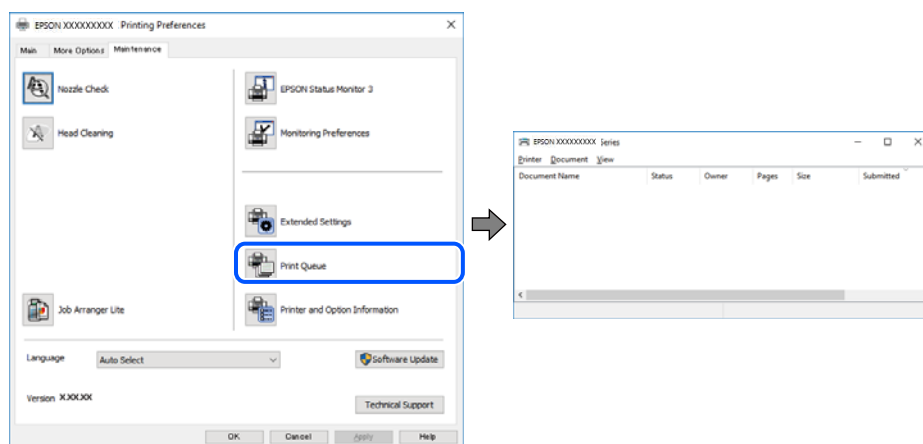 EPSON XXXXXXXXX Printing Preferences
Main More Options Maintenance
Nozzle Check
EPSON Status Monitor 3
Head Cleaning
Monitoring Preferences
Extended Settings
Print Queue
Job Arranger Lite
Printer and Option Information
Language Auto Select Software Update
Version X.XX.XX
Technical Support
OK Cancel Apply Help
EPSON XXXXXXXXX Series
Printer Document View
Document Name Status Owner Pages Size Submitted